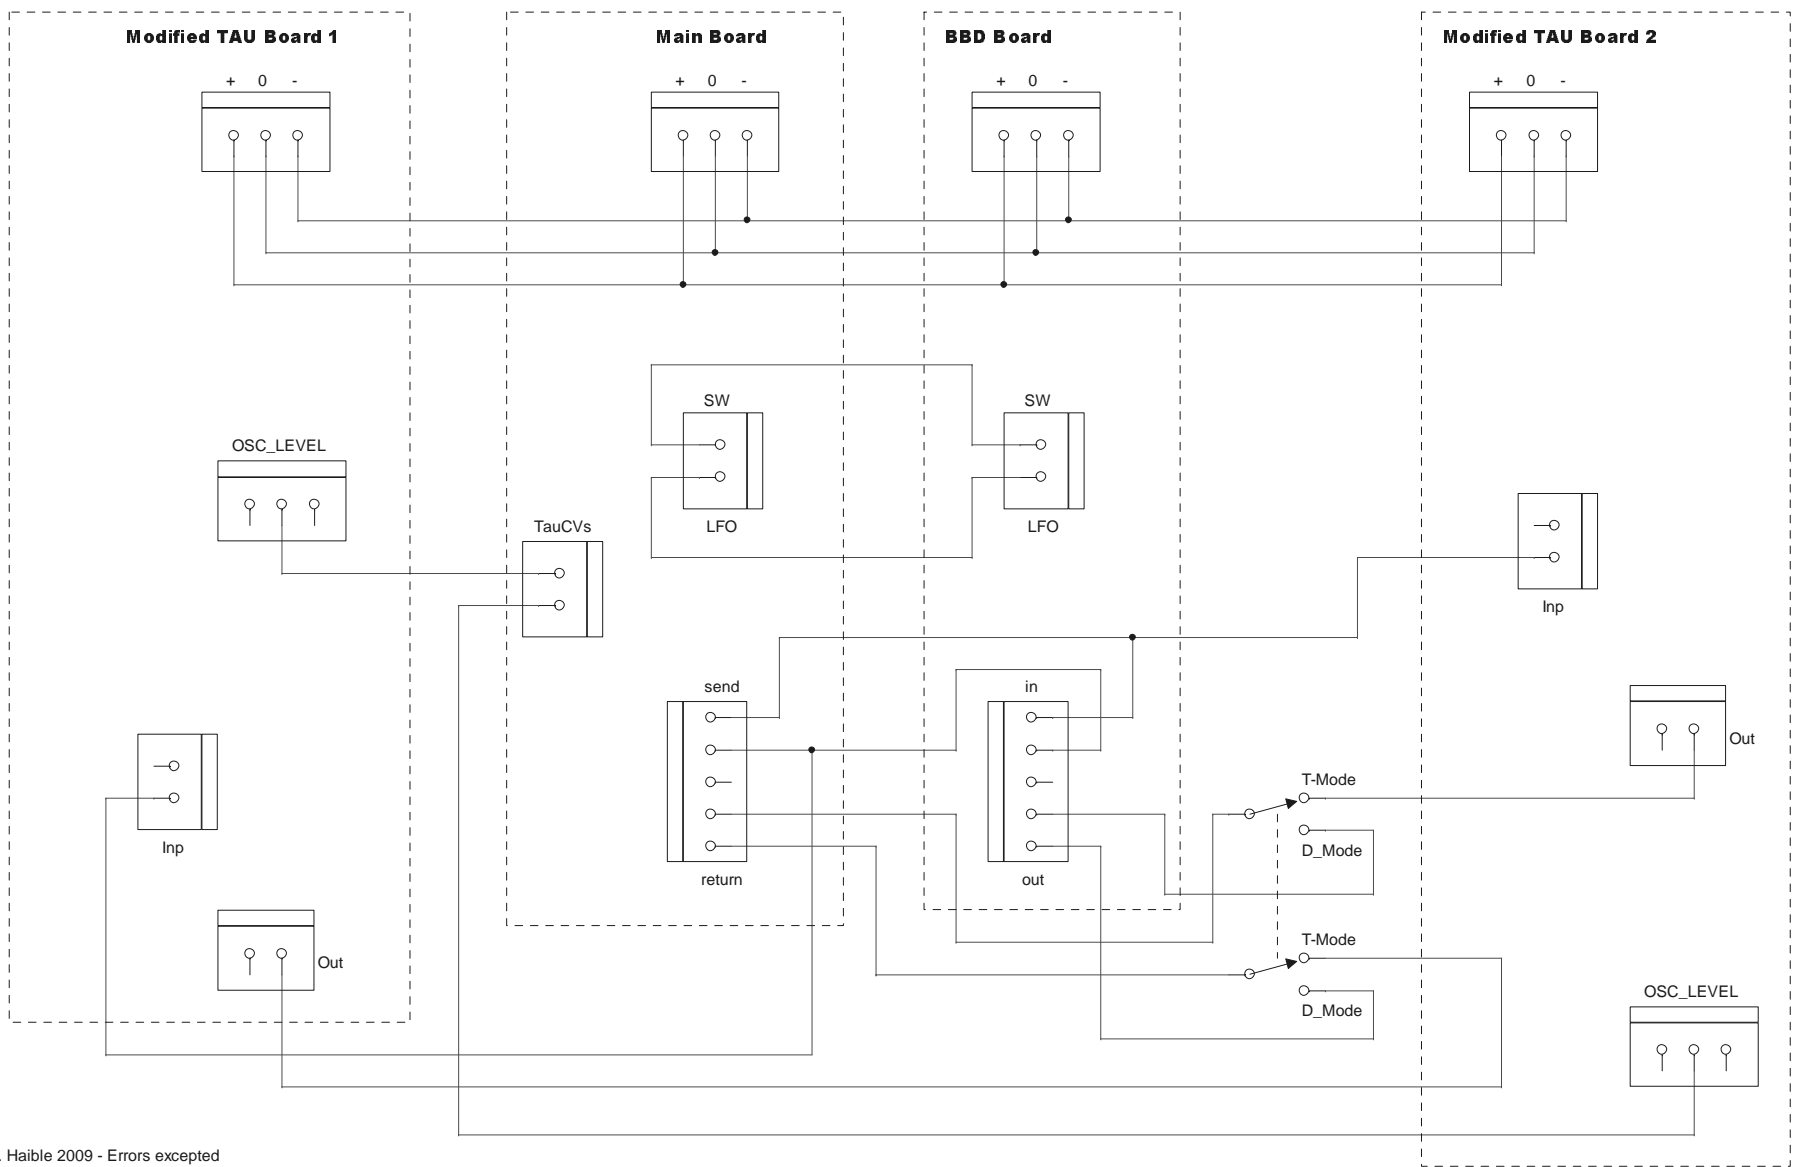 Modified TAU Board 1
Main Board
BBD Board
Modified TAU Board 2
+ 0 -
+ 0 -
+ 0 -
+ 0 -
SW
SW
OSC_LEVEL
LFO
LFO
TauCVs
Inp
send
in
Out
T-Mode
Inp
D_Mode
return
out
T-Mode
Out
OSC_LEVEL
D_Mode
. Haible 2009 - Errors excepted